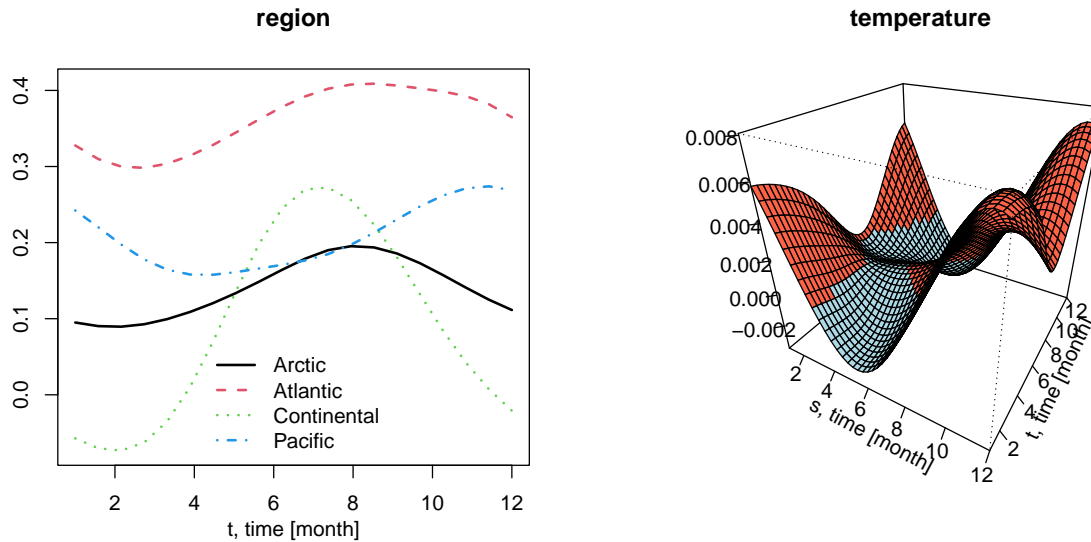 region
0.4
0.3
0.2
0.1
0.0
Arctic
Atlantic
Continental
Pacific
2 4 6 8 10 12
t, time [month]
temperature
0.008
0.006
0.004
0.002
0.000
−0.002
2 4 6 8 10 12
s, time [month]
2 4 6 8 10 12
t, time [month]